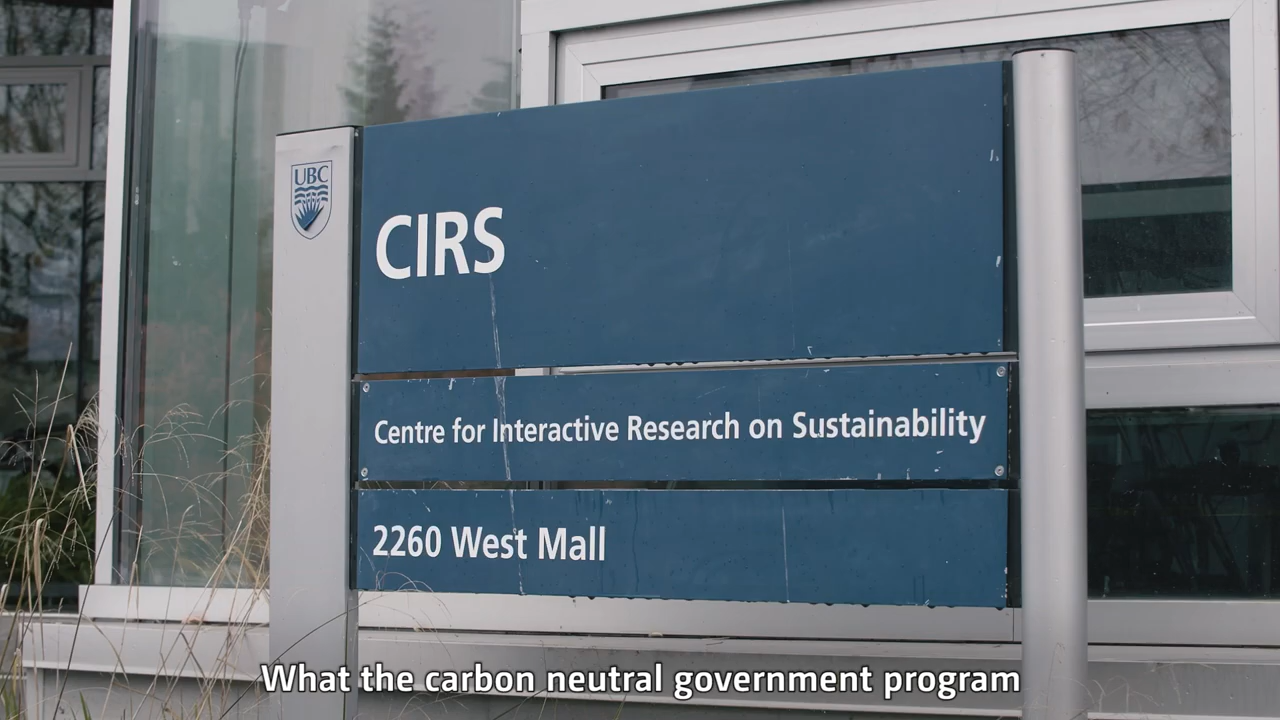 UBC
CIRS
Centre for Interactive Research on Sustainability
2260 West Mall
What the carbon neutral government program